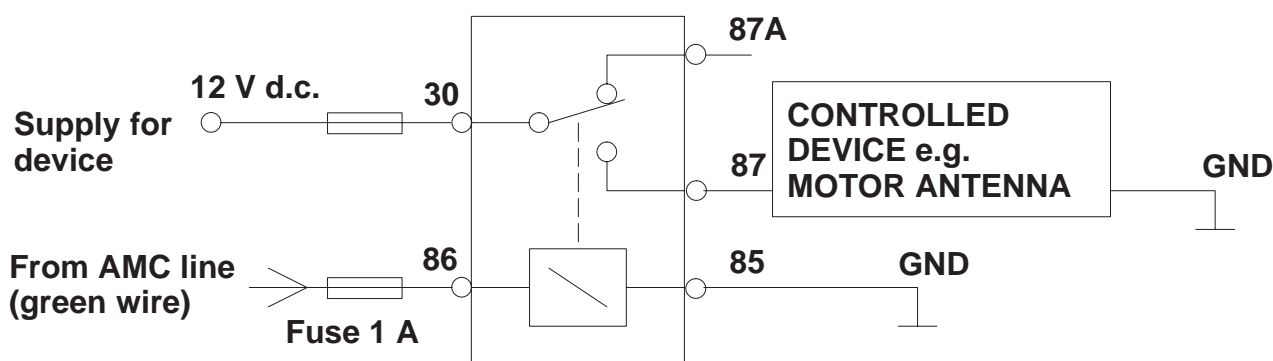 87A
12 V d.c.
30
Supply for
device
CONTROLLED
DEVICE e.g.
MOTOR ANTENNA
87
GND
From AMC line
(green wire)
86
85
GND
Fuse 1 A